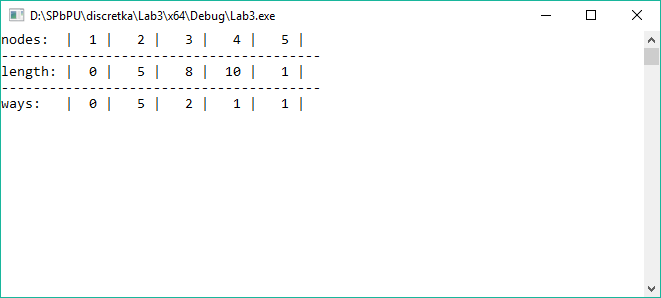 D:\SPbPU\discretka\Lab3\x64\Debug\Lab3.exe
nodes:  |  1 |   2 |   3 |   4 |   5 |
----------------------------------------
length: |  0 |   5 |   8 |  10 |   1 |
----------------------------------------
ways:   |  0 |   5 |   2 |   1 |   1 |